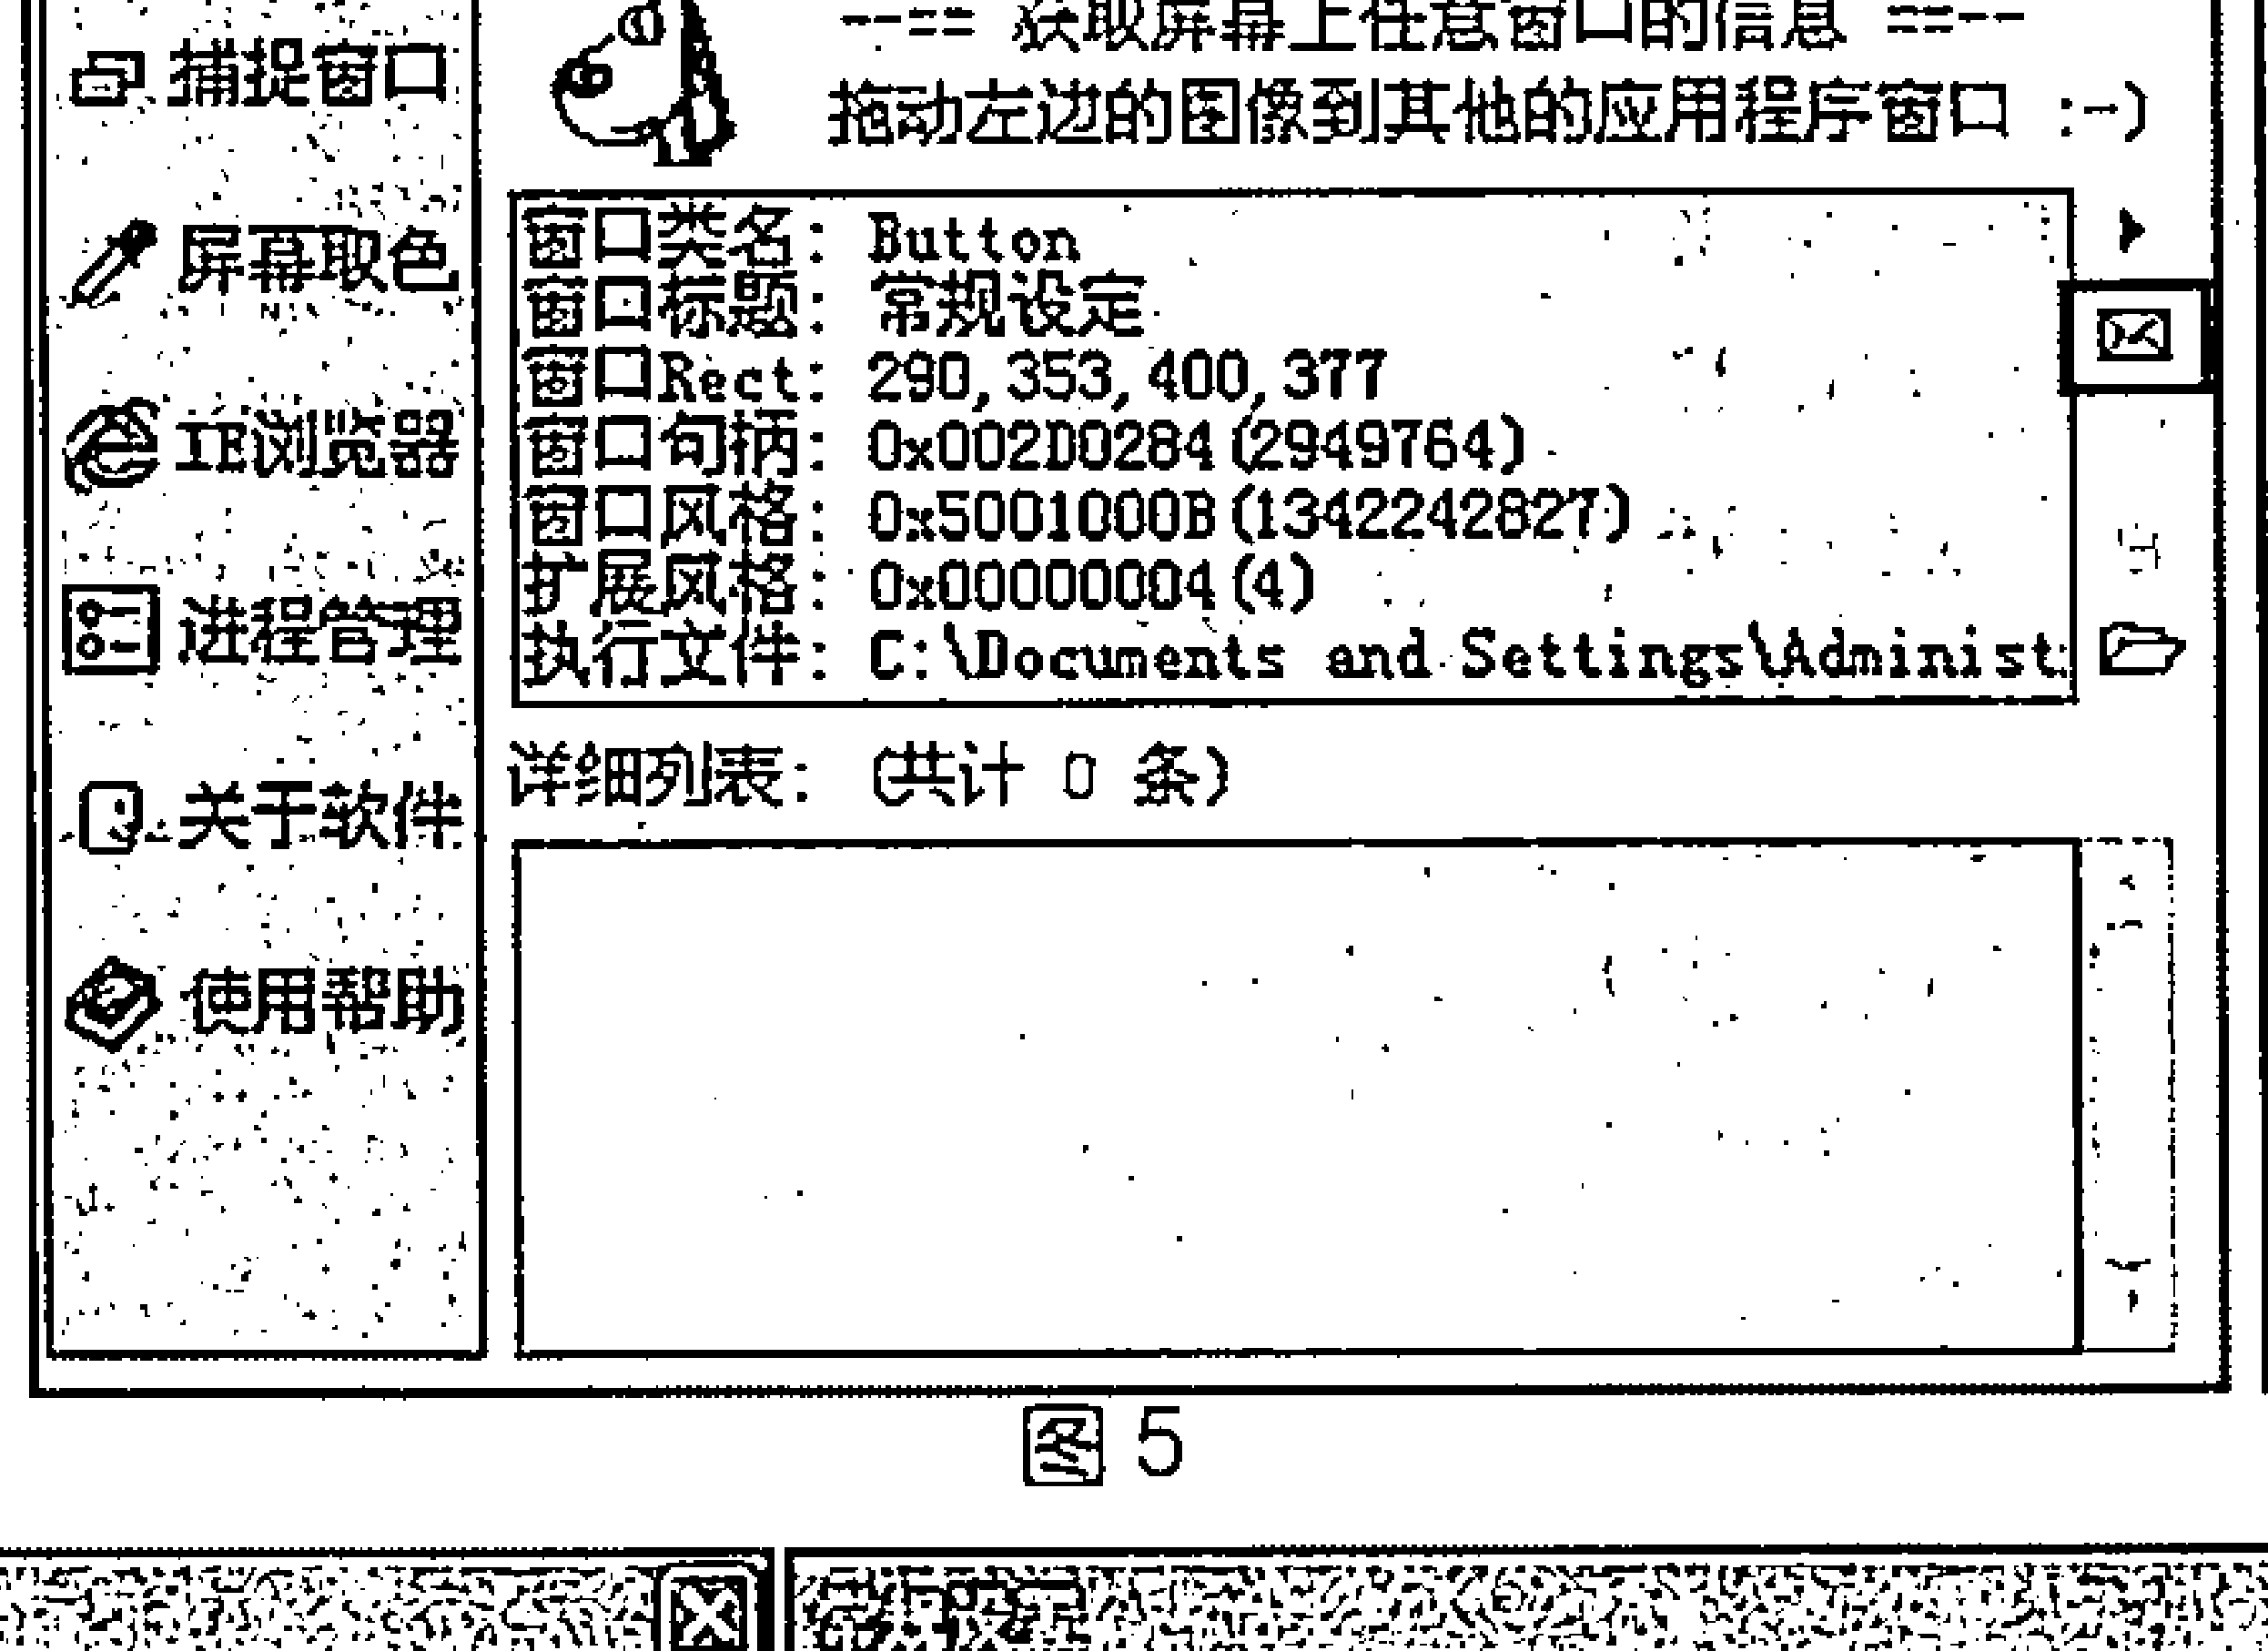 --== 获取屏幕上任意窗口的信息 ==--
拖动左边的图像到其他的应用程序窗口 :-)
捕捉窗口
屏幕取色
IE浏览器
进程管理
关于软件
使用帮助
窗口类名: Button
窗口标题: 常规设定
窗口Rect: 290,353,400,377
窗口句柄: 0x002D0284(2949764)
窗口风格: 0x5001000B(1342242827)
扩展风格: 0x00000004(4)
执行文件: C:\Documents and Settings\Administ
详细列表: (共计 0 条)
图 5